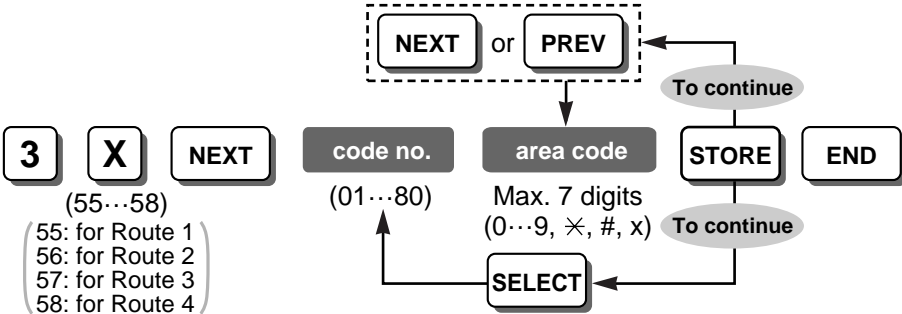 NEXT or PREV
To continue
3 X NEXT code no. area code STORE END
(55···58) (01···80) Max. 7 digits
(0···9, ✳, #, x) To continue
55: for Route 1
56: for Route 2
57: for Route 3
58: for Route 4
SELECT